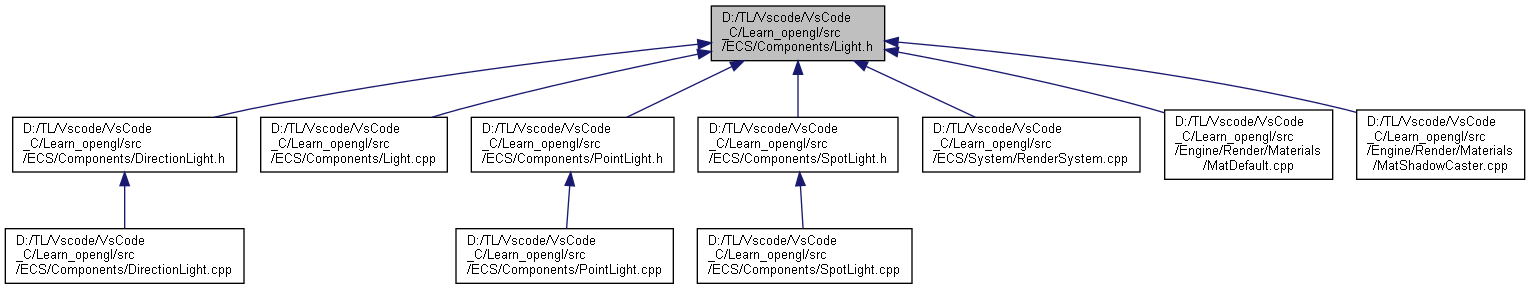 D:/TL/Vscode/VsCode
_C/Learn_opengl/src
/ECS/Components/Light.h
D:/TL/Vscode/VsCode
_C/Learn_opengl/src
/ECS/Components/DirectionLight.h
D:/TL/Vscode/VsCode
_C/Learn_opengl/src
/ECS/Components/Light.cpp
D:/TL/Vscode/VsCode
_C/Learn_opengl/src
/ECS/Components/PointLight.h
D:/TL/Vscode/VsCode
_C/Learn_opengl/src
/ECS/Components/SpotLight.h
D:/TL/Vscode/VsCode
_C/Learn_opengl/src
/ECS/System/RenderSystem.cpp
D:/TL/Vscode/VsCode
_C/Learn_opengl/src
/Engine/Render/Materials
/MatDefault.cpp
D:/TL/Vscode/VsCode
_C/Learn_opengl/src
/Engine/Render/Materials
/MatShadowCaster.cpp
D:/TL/Vscode/VsCode
_C/Learn_opengl/src
/ECS/Components/DirectionLight.cpp
D:/TL/Vscode/VsCode
_C/Learn_opengl/src
/ECS/Components/PointLight.cpp
D:/TL/Vscode/VsCode
_C/Learn_opengl/src
/ECS/Components/SpotLight.cpp